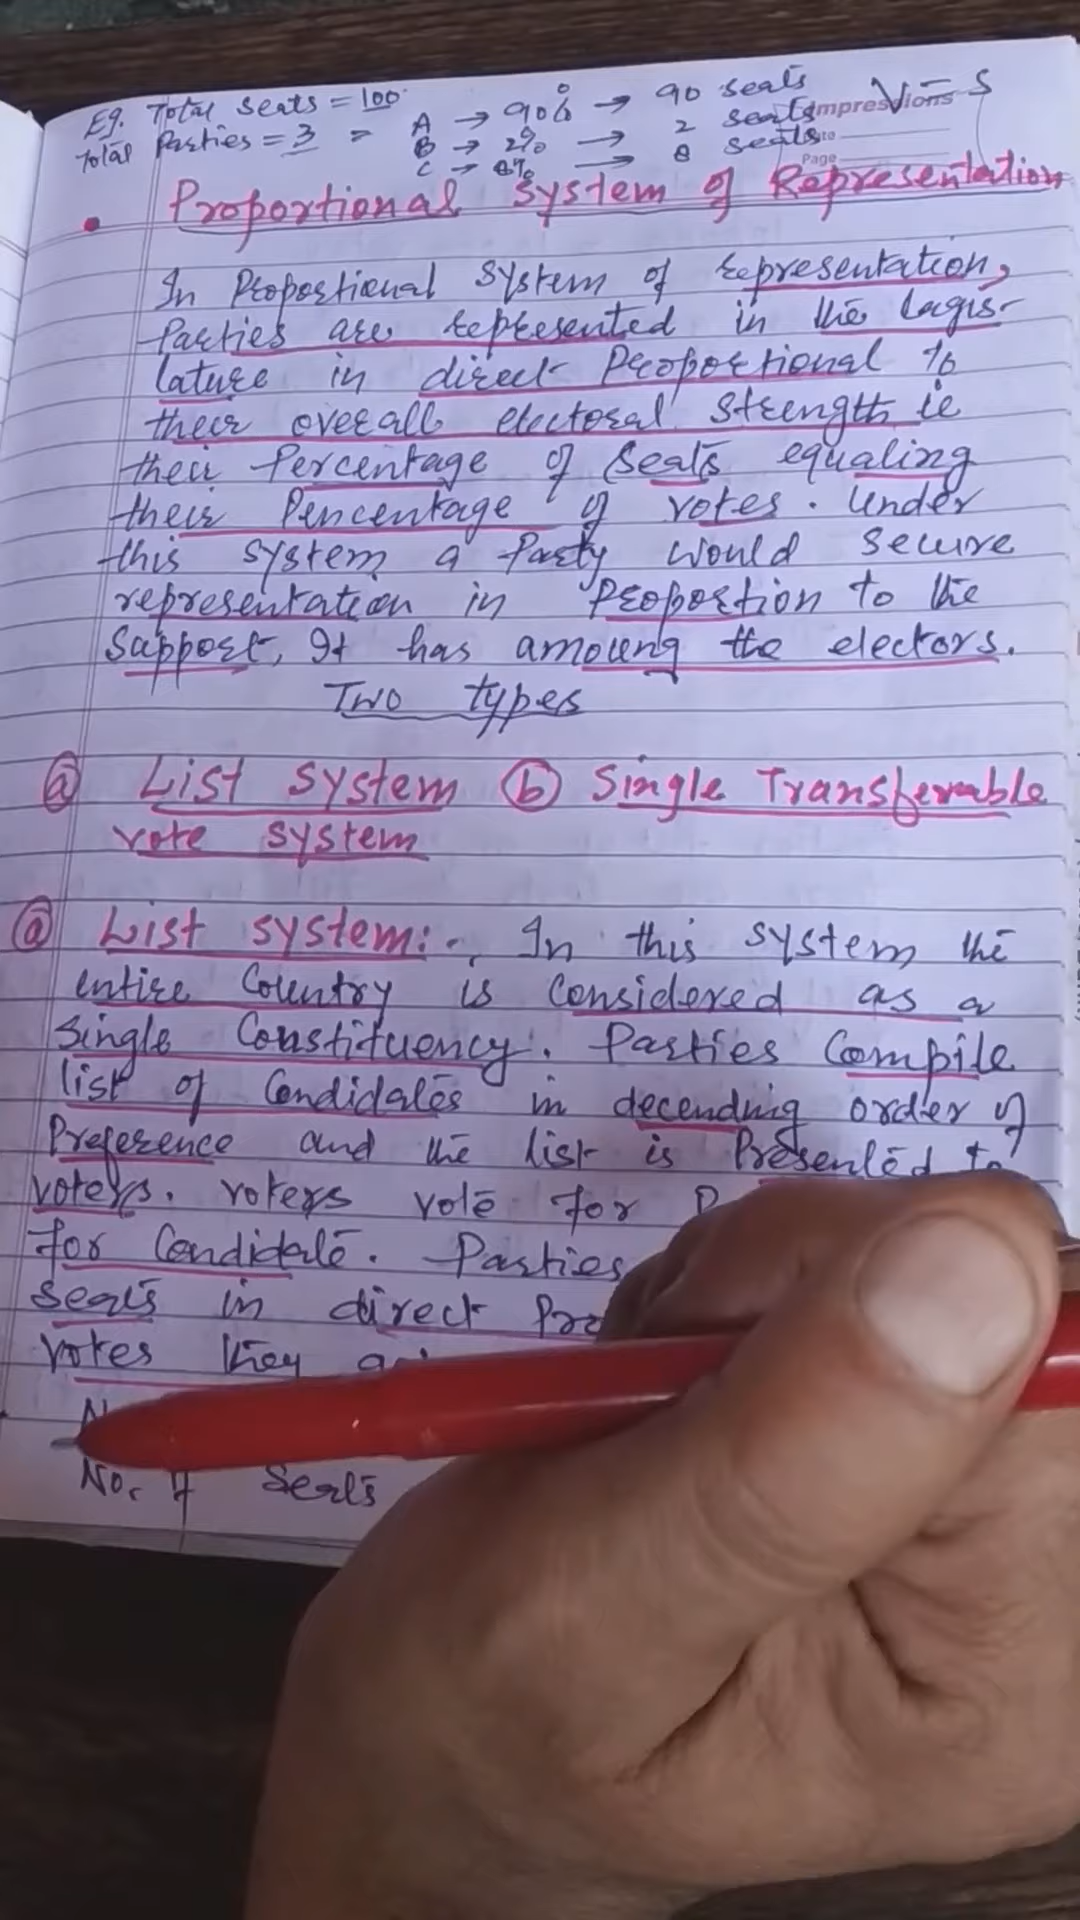 Eg. Total seats = 100 A → 90% → 90 seats V = S
Total Parties = 3 = B → 2% → 2 seats
C → 8% → 8 seats
Impressions
Page
Proportional System of Representation
In Propostional System of representation,
Parties are represented in the Lagis-
lature in direct Proportional to
their overall electoral strength ie
their Percentage of Seats equaling
their Pencentage of votes. Under
this system a Party would secure
representation in Proportion to the
Support, It has amoung the electors.
Two types
(a) List System (b) Single Transferable
vote system
(a) List System:- In this system the
entire Country is Considered as a
Single Constituency. Parties Compile
list of Candidates in decending order of
Preference and the list is Presented to
voters. voters vote for
for Candidate. Parties
Seats in direct Pro
votes they
No. of Seats